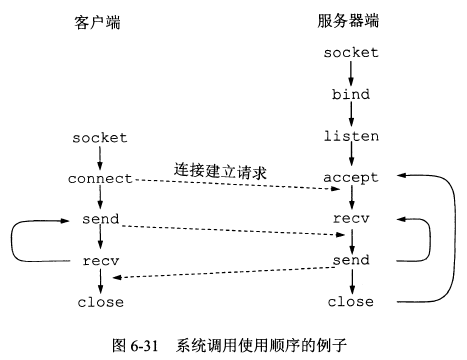 客户端
服务器端
socket
bind
listen
socket
连接建立请求
connect
accept
send
recv
recv
send
close
close
图 6-31 系统调用使用顺序的例子